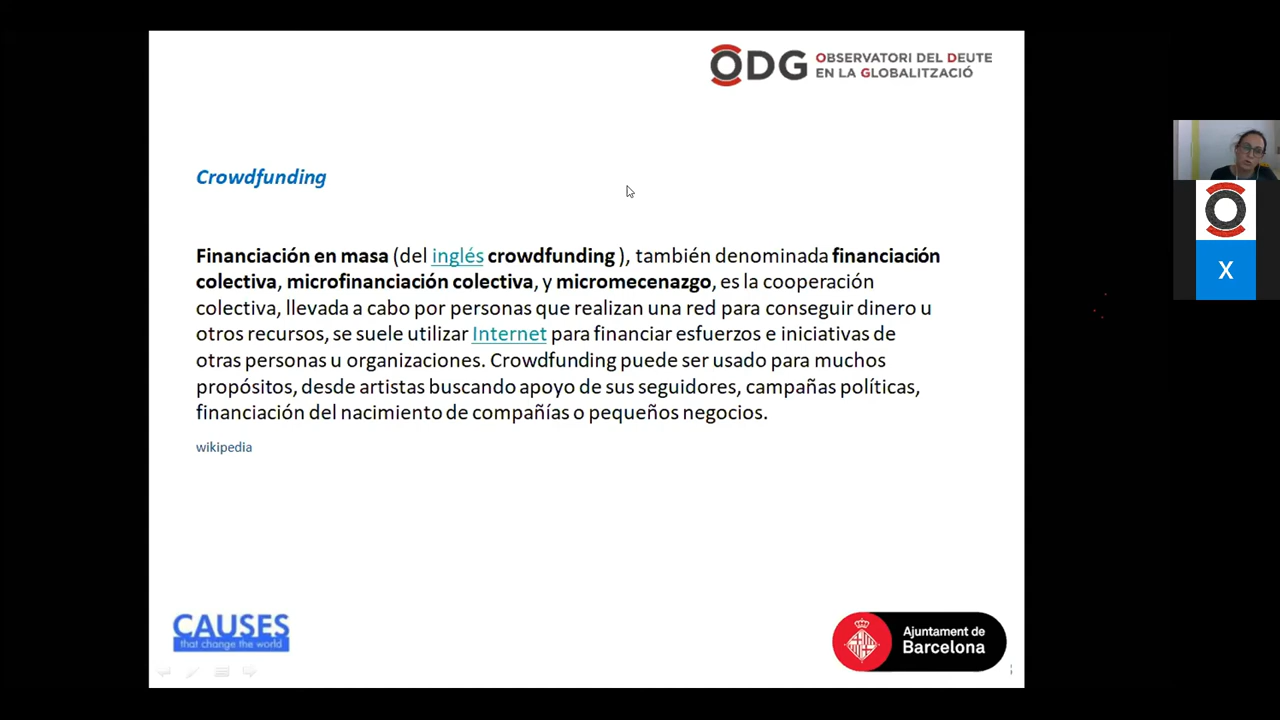 ODG OBSERVATORI DEL DEUTE
EN LA GLOBALITZACIÓ
Crowdfunding
Financiación en masa (del inglés crowdfunding ), también denominada financiación
colectiva, microfinanciación colectiva, y micromecenazgo, es la cooperación
colectiva, llevada a cabo por personas que realizan una red para conseguir dinero u
otros recursos, se suele utilizar Internet para financiar esfuerzos e iniciativas de
otras personas u organizaciones. Crowdfunding puede ser usado para muchos
propósitos, desde artistas buscando apoyo de sus seguidores, campañas políticas,
financiación del nacimiento de compañías o pequeños negocios.
wikipedia
CAUSES
that change the world
Ajuntament de
Barcelona
X